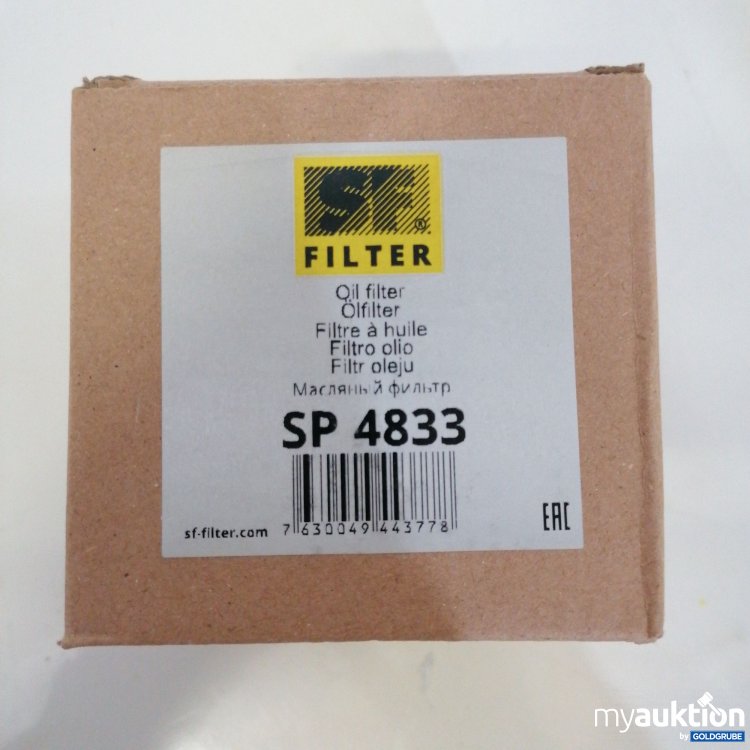 SF®
FILTER
Oil filter
Ölfilter
Filtre à huile
Filtro olio
Filtr oleju
Масляный фильтр
SP 4833
sf-filter.com
7 630049 443778
EAC
myauktion
by GOLDGRUBE